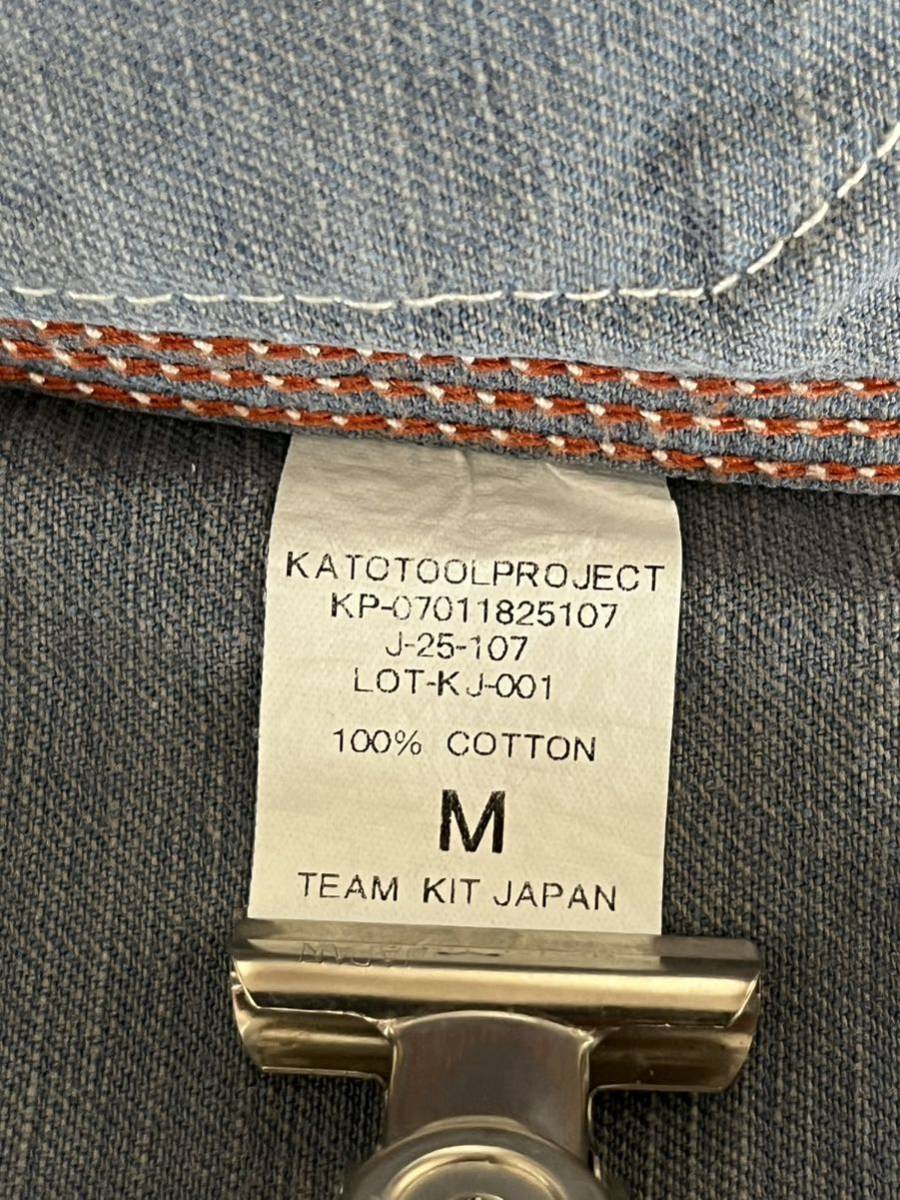 KATOTOOLPROJECT
KP-07011825107
J-25-107
LOT-KJ-001
100% COTTON
M
TEAM KIT JAPAN